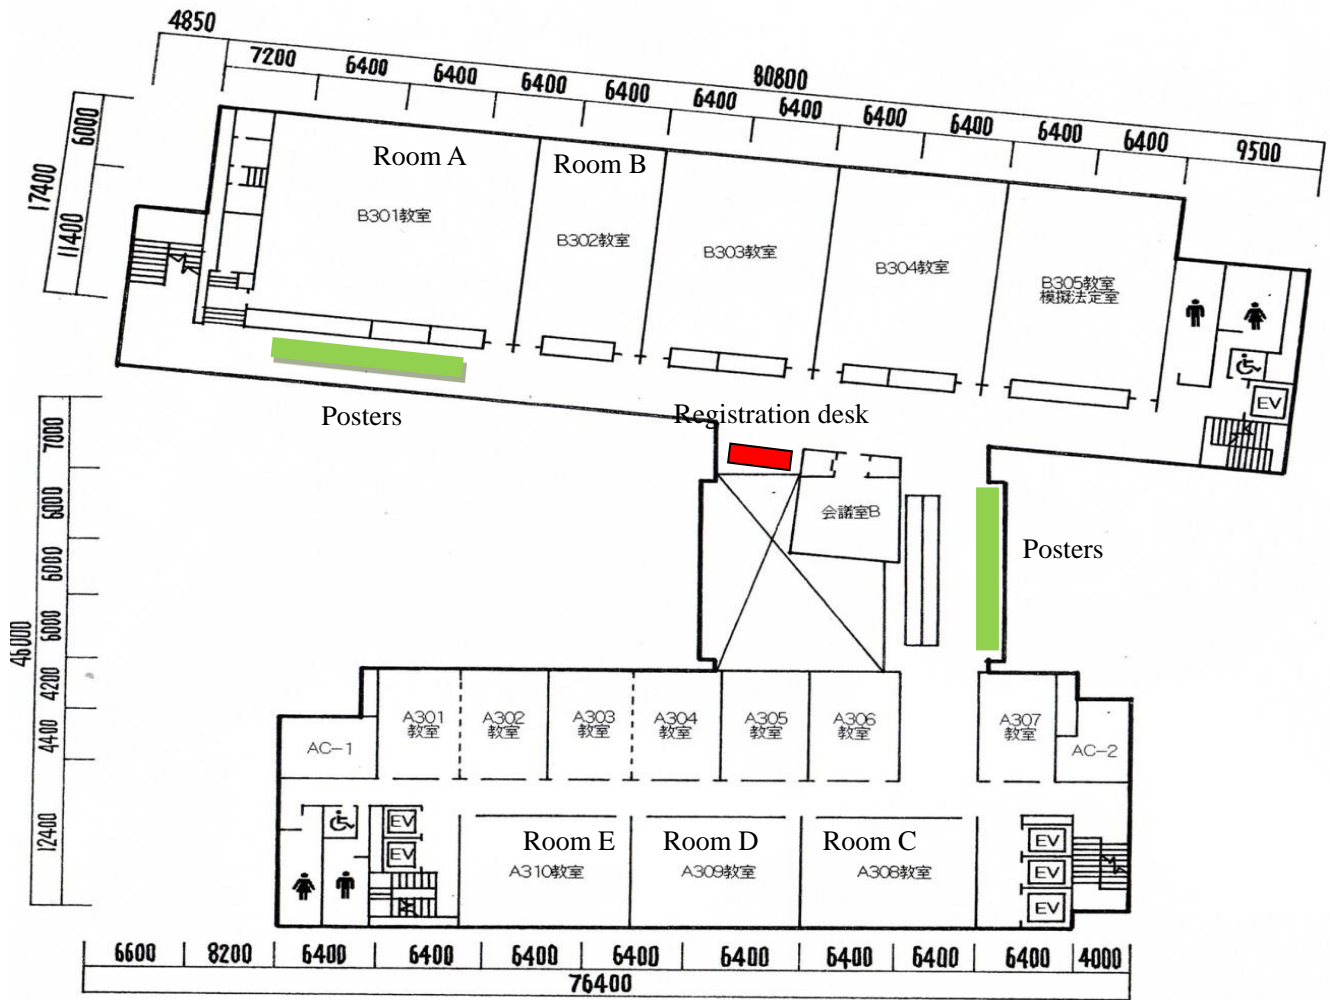 4850
7200
6400
6400
6400
6400
80800
6400
6400
6400
6400
6400
6400
9500
17400
6000
11400
Room A
Room B
B301教室
B302教室
B303教室
B304教室
B305教室
模擬法定室
EV
Posters
Registration desk
会議室B
Posters
46000
7000
6000
6000
6000
4200
4400
12400
A301
教室
A302
教室
A303
教室
A304
教室
A305
教室
A306
教室
A307
教室
AC-1
AC-2
EV
EV
Room E
Room D
Room C
A310教室
A309教室
A308教室
EV
EV
EV
6600
8200
6400
6400
6400
6400
6400
6400
6400
6400
4000
76400